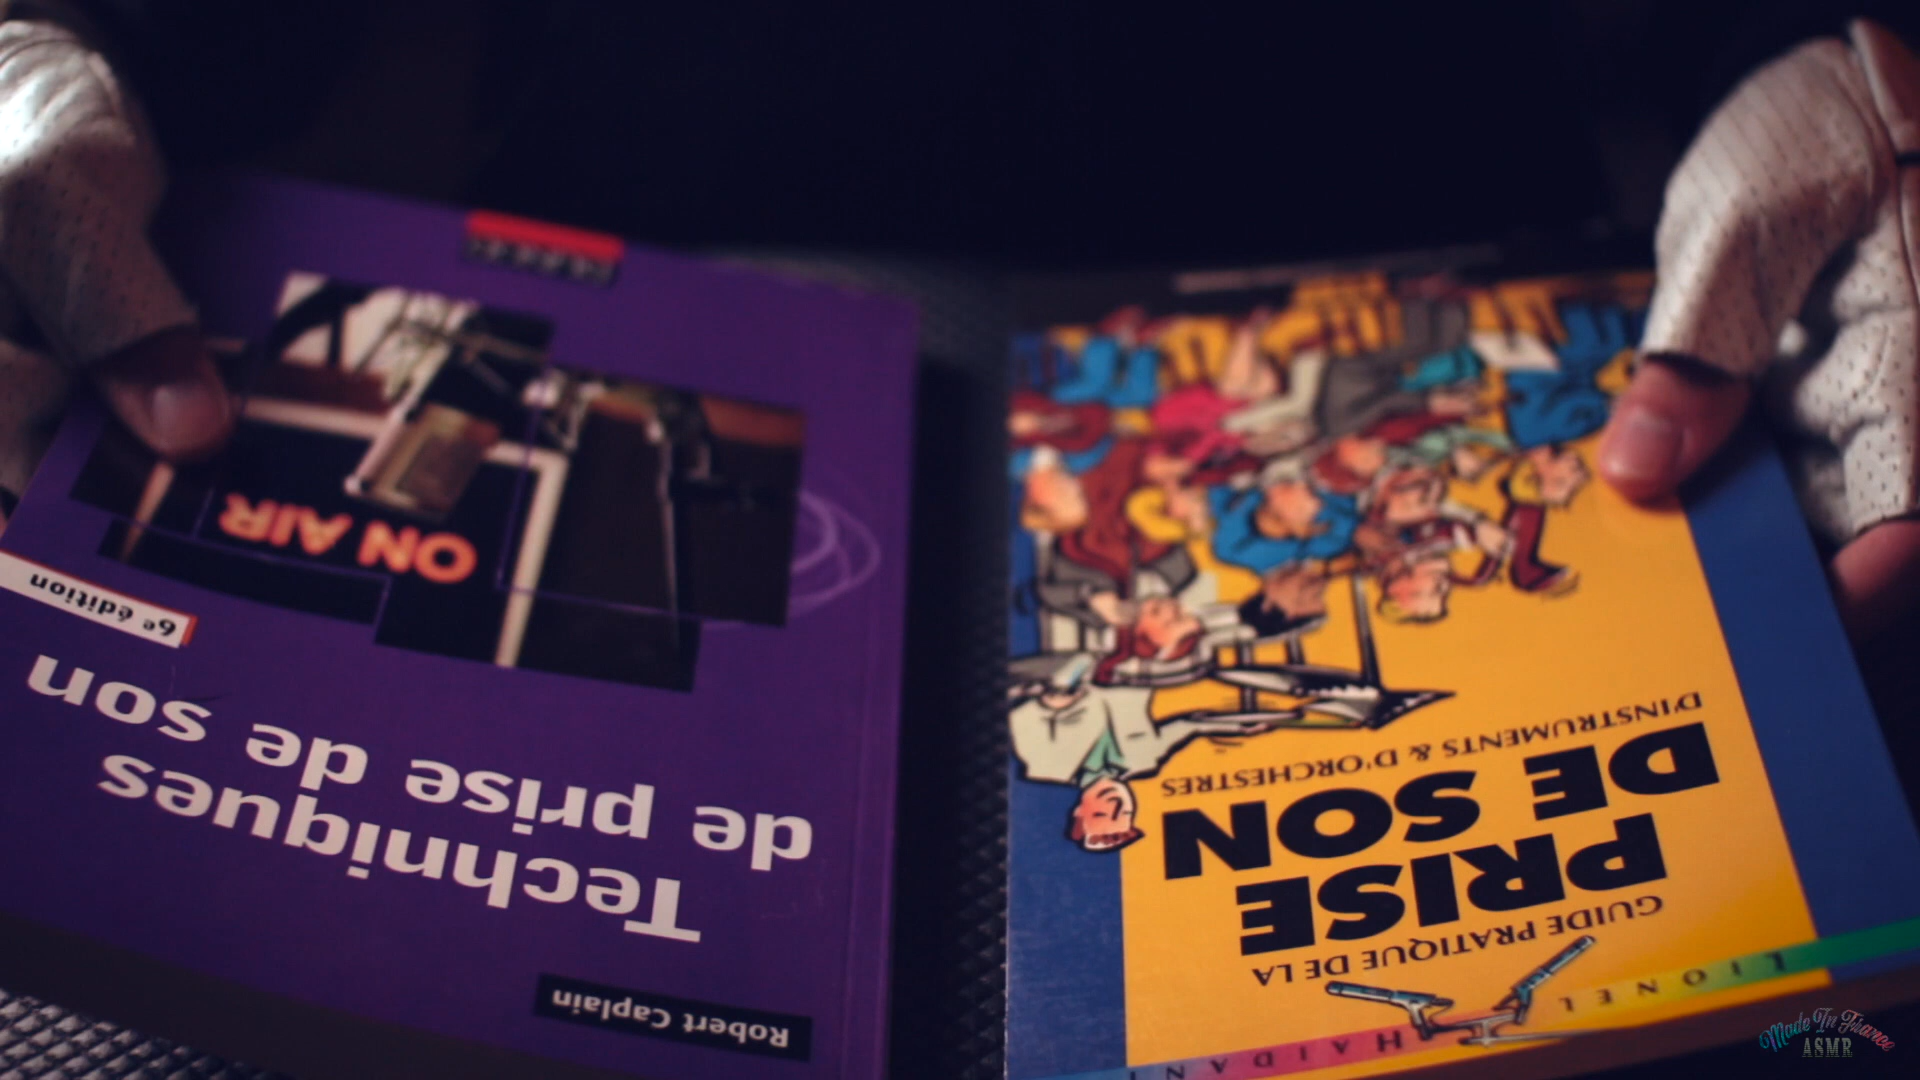 Robert Caplain
Techniques
de prise de son
6e édition
ON AIR
LIONEL HAIDANT
GUIDE PRATIQUE DE LA
PRISE
DE SON
D'INSTRUMENTS & D'ORCHESTRES
Made In France
ASMR